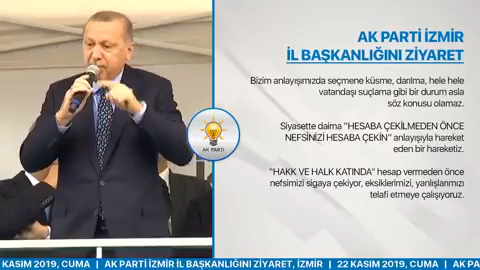 AK PARTİ İZMİR
İL BAŞKANLIĞINI ZİYARET
Bizim anlayışımızda seçmene küsme, darılma, hele hele
vatandaşı suçlama gibi bir durum asla
söz konusu olamaz.
Siyasette daima "HESABA ÇEKİLMEDEN ÖNCE
NEFSİNİZİ HESABA ÇEKİN" anlayışıyla hareket
eden bir hareketiz.
"HAKK VE HALK KATINDA" hesap vermeden önce
nefsimizi sigaya çekiyor, eksiklerimizi, yanlışlarımızı
telafi etmeye çalışıyoruz.
AK PARTİ
KASIM 2019, CUMA | AK PARTİ İZMİR İL BAŞKANLIĞINI ZİYARET, İZMİR | 22 KASIM 2019, CUMA | AK PA